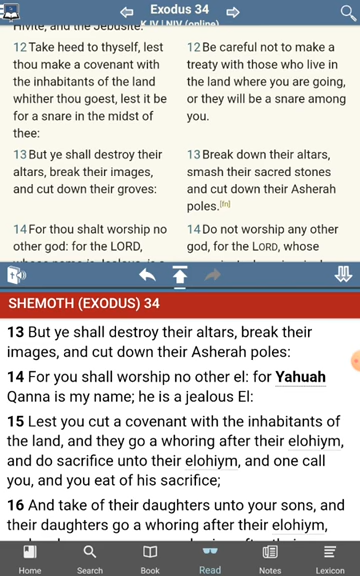 Exodus 34
KJV | NIV (online)
Hivite, and the Jebusite.
12 Take heed to thyself, lest
thou make a covenant with
the inhabitants of the land
whither thou goest, lest it be
for a snare in the midst of
thee:
13 But ye shall destroy their
altars, break their images,
and cut down their groves:
14 For thou shalt worship no
other god: for the LORD,
whose name is Jealous, is a
12 Be careful not to make a
treaty with those who live in
the land where you are going,
or they will be a snare among
you.
13 Break down their altars,
smash their sacred stones
and cut down their Asherah
poles.[fn]
14 Do not worship any other
god, for the LORD, whose
SHEMOTH (EXODUS) 34
13 But ye shall destroy their altars, break their
images, and cut down their Asherah poles:
14 For you shall worship no other el: for Yahuah
Qanna is my name; he is a jealous El:
15 Lest you cut a covenant with the inhabitants of
the land, and they go a whoring after their elohiym,
and do sacrifice unto their elohiym, and one call
you, and you eat of his sacrifice;
16 And take of their daughters unto your sons, and
their daughters go a whoring after their elohiym,
Home
Search
Book
Read
Notes
Lexicon